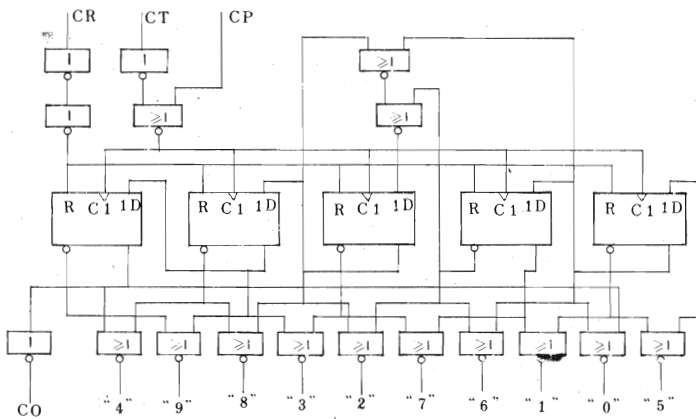 CR CT CP
1 1 ≥1
1 ≥1 ≥1
R C1 1D R C1 1D R C1 1D R C1 1D R C1 1D
1 ≥1 ≥1 ≥1 ≥1 ≥1 ≥1 ≥1 ≥1 ≥1 ≥1
CO "4" "9" "8" "3" "2" "7" "6" "1" "0" "5"